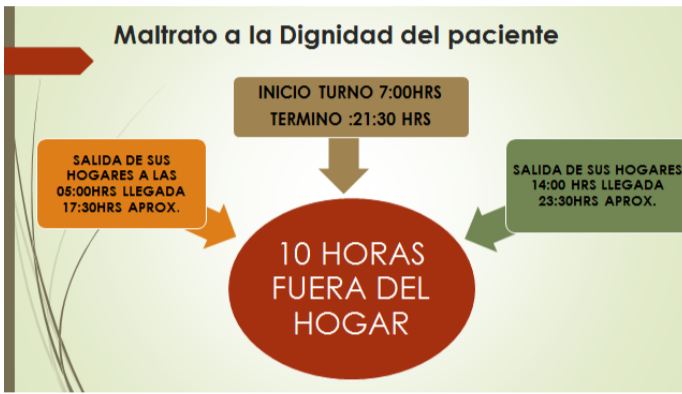 Maltrato a la Dignidad del paciente
INICIO TURNO 7:00HRS
TERMINO :21:30 HRS
SALIDA DE SUS
HOGARES A LAS
05:00HRS LLEGADA
17:30HRS APROX.
SALIDA DE SUS HOGARES
14:00 HRS LLEGADA
23:30HRS APROX.
10 HORAS
FUERA DEL
HOGAR